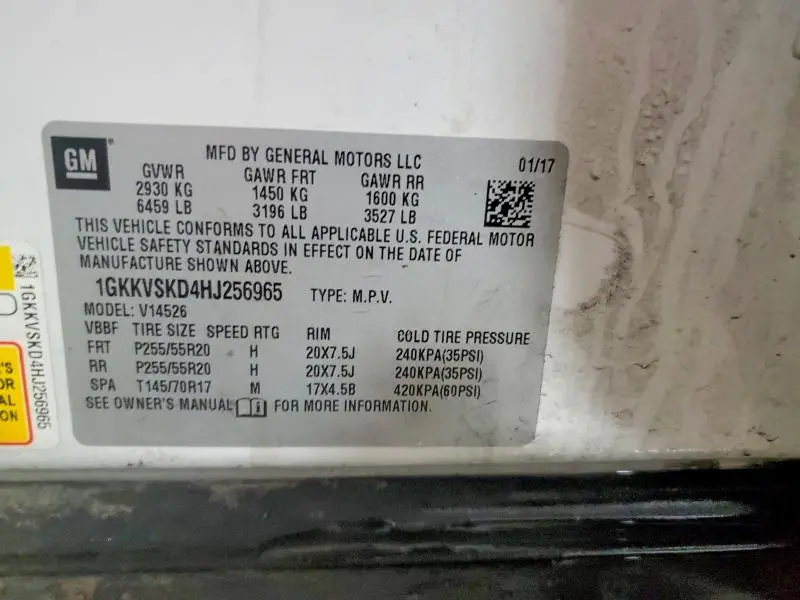 GM
MFD BY GENERAL MOTORS LLC 01/17
GVWR GAWR FRT GAWR RR
2930 KG 1450 KG 1600 KG
6459 LB 3196 LB 3527 LB
THIS VEHICLE CONFORMS TO ALL APPLICABLE U.S. FEDERAL MOTOR
VEHICLE SAFETY STANDARDS IN EFFECT ON THE DATE OF
MANUFACTURE SHOWN ABOVE.
1GKKVSKD4HJ256965 TYPE: M.P.V.
MODEL: V14526
VBBF TIRE SIZE SPEED RTG RIM COLD TIRE PRESSURE
FRT P255/55R20 H 20X7.5J 240KPA(35PSI)
RR P255/55R20 H 20X7.5J 240KPA(35PSI)
SPA T145/70R17 M 17X4.5B 420KPA(60PSI)
SEE OWNER'S MANUAL FOR MORE INFORMATION.
1GKKVSKD4HJ256965
'S
OR
AL
ON